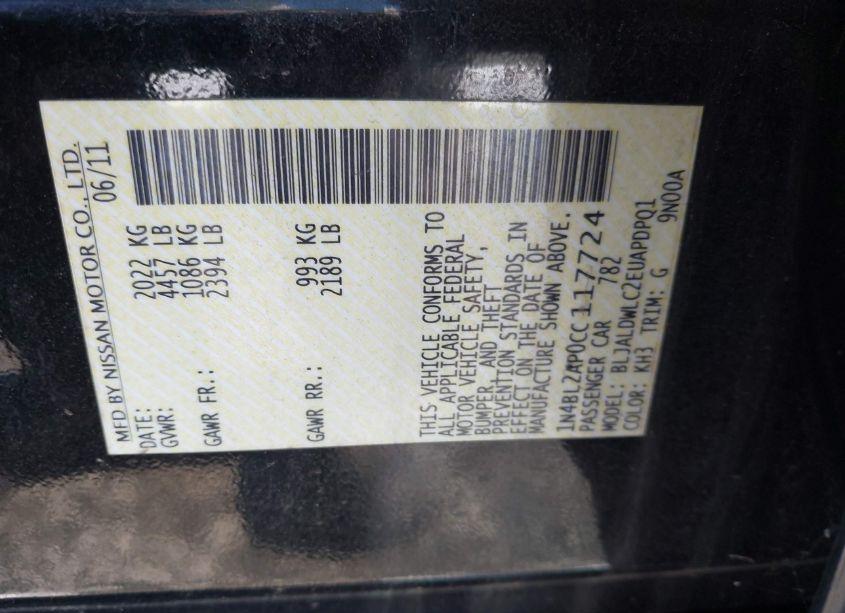 MFD BY NISSAN MOTOR CO., LTD.
DATE: 06/11
GVWR: 2022 KG
4457 LB
GAWR FR.: 1086 KG
2394 LB
GAWR RR.: 993 KG
2189 LB
THIS VEHICLE CONFORMS TO
ALL APPLICABLE FEDERAL
MOTOR VEHICLE SAFETY,
BUMPER, AND THEFT
PREVENTION STANDARDS IN
EFFECT ON THE DATE OF
MANUFACTURE SHOWN ABOVE.
1N4BL2AP0CC117724
PASSENGER CAR 782
MODEL: BLJALDWLC2EUAPDPQ1
COLOR: KH3 TRIM: G 9N00A